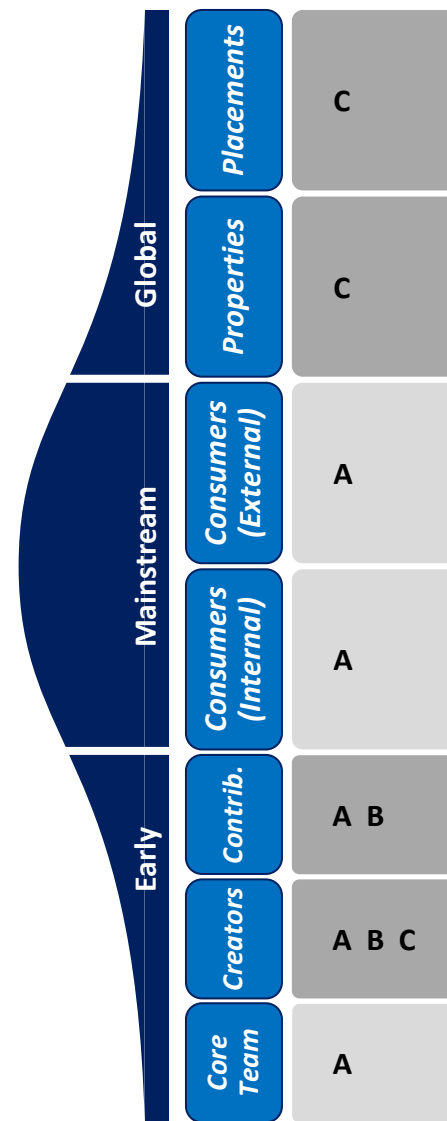 Global
Placements
C
Properties
C
Mainstream
Consumers
(External)
A
Consumers
(Internal)
A
Early
Contrib.
A B
Creators
A B C
Core
Team
A